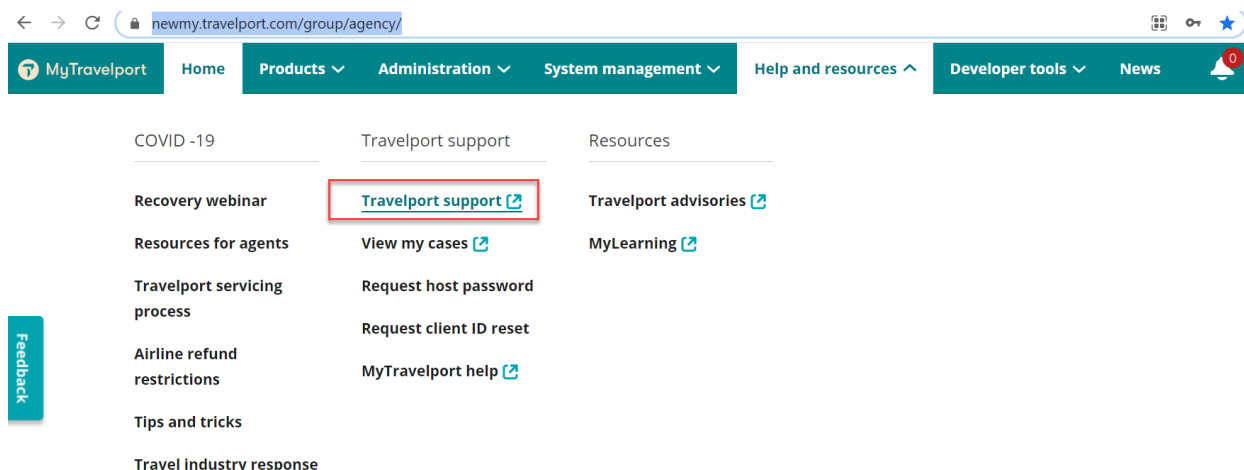 newmy.travelport.com/group/agency/
MyTravelport Home Products Administration System management Help and resources Developer tools News 0
COVID -19
Recovery webinar
Resources for agents
Travelport servicing
process
Airline refund
restrictions
Tips and tricks
Travel industry response
Travelport support
Travelport support
View my cases
Request host password
Request client ID reset
MyTravelport help
Resources
Travelport advisories
MyLearning
Feedback